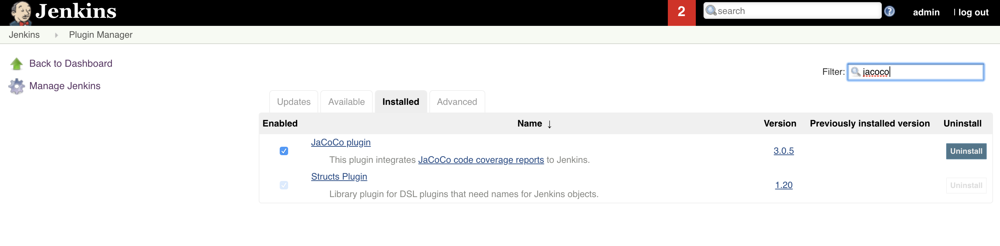 Jenkins 2 search ? admin | log out
Jenkins Plugin Manager
Back to Dashboard
Manage Jenkins
Filter: jacoco
Updates Available Installed Advanced
Enabled Name ↓ Version Previously installed version Uninstall
JaCoCo plugin
This plugin integrates JaCoCo code coverage reports to Jenkins.
3.0.5 Uninstall
Structs Plugin
Library plugin for DSL plugins that need names for Jenkins objects.
1.20 Uninstall